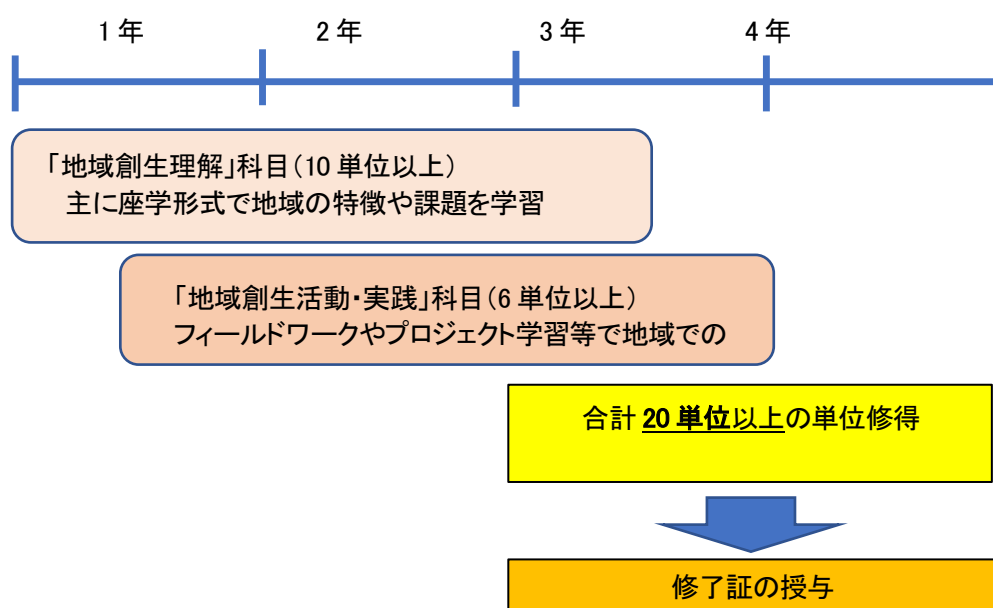 1年 2年 3年 4年
「地域創生理解」科目(10単位以上)
主に座学形式で地域の特徴や課題を学習
「地域創生活動・実践」科目(6単位以上)
フィールドワークやプロジェクト学習等で地域での
合計 20単位以上の単位修得
修了証の授与